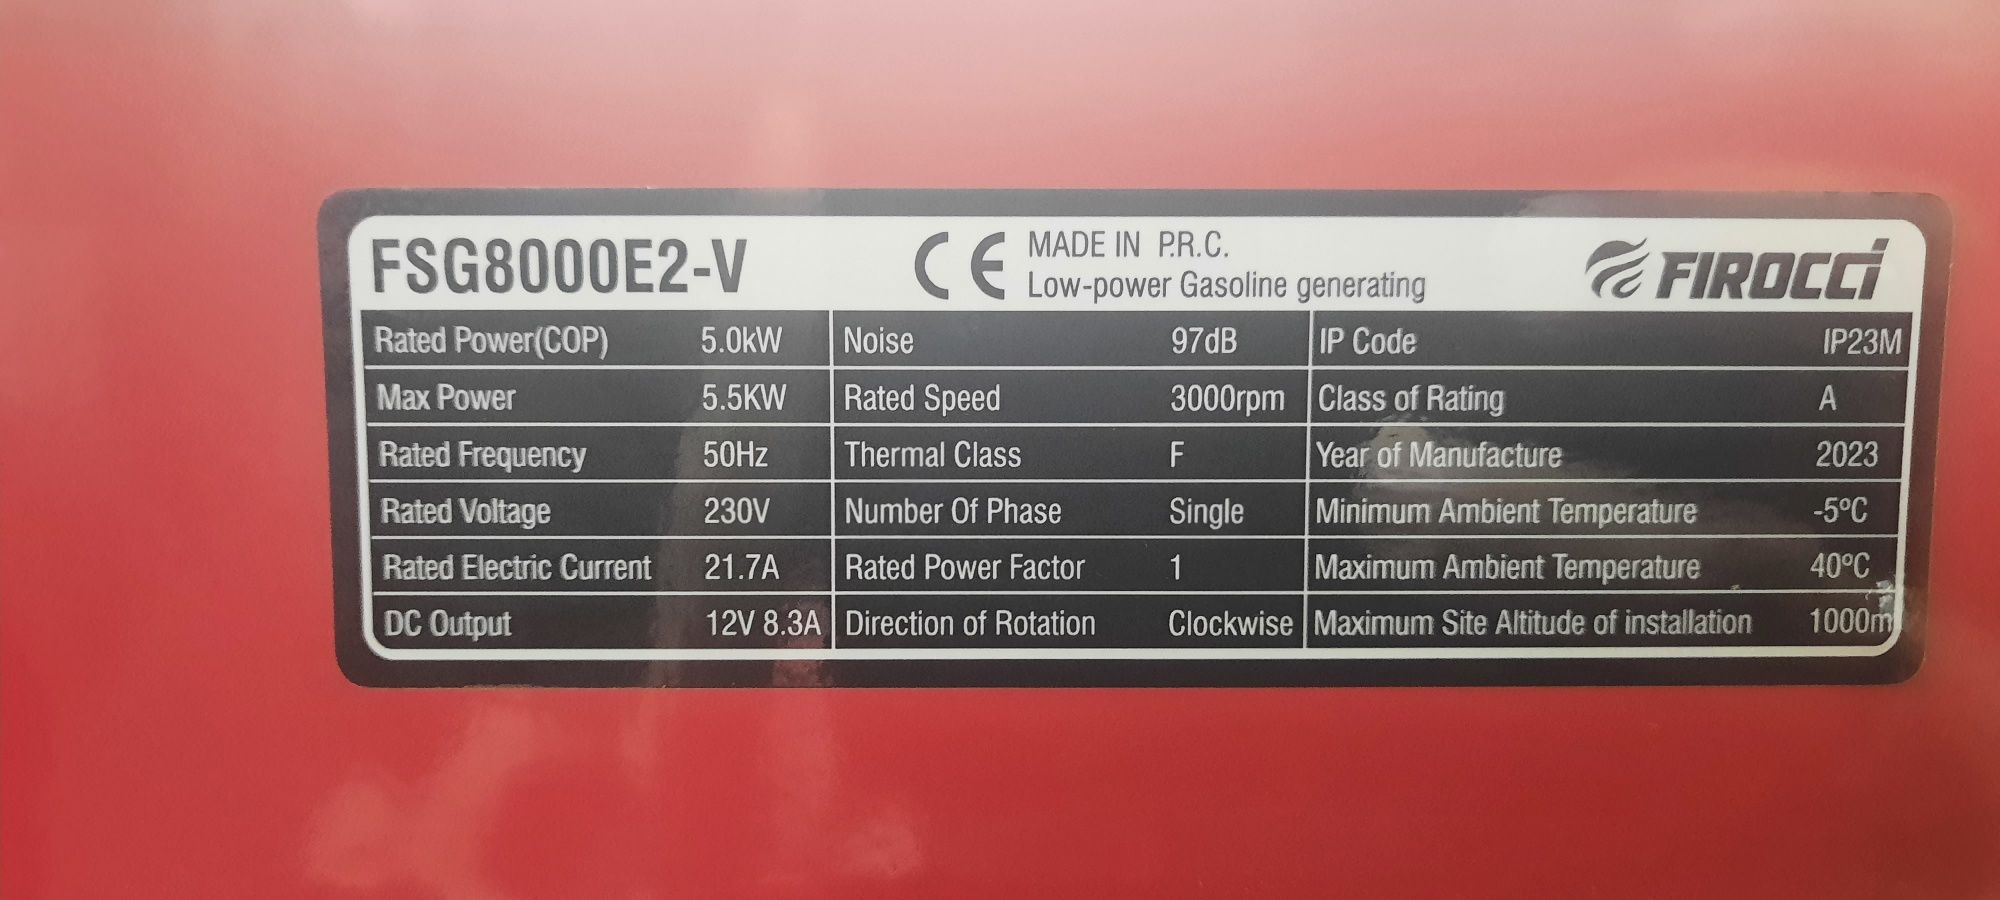 FSG8000E2-V
CE
MADE IN P.R.C.
Low-power Gasoline generating
FIROCCI
Rated Power(COP) 5.0kW Noise 97dB IP Code IP23M
Max Power 5.5KW Rated Speed 3000rpm Class of Rating A
Rated Frequency 50Hz Thermal Class F Year of Manufacture 2023
Rated Voltage 230V Number Of Phase Single Minimum Ambient Temperature -5ºC
Rated Electric Current 21.7A Rated Power Factor 1 Maximum Ambient Temperature 40ºC
DC Output 12V 8.3A Direction of Rotation Clockwise Maximum Site Altitude of installation 1000m